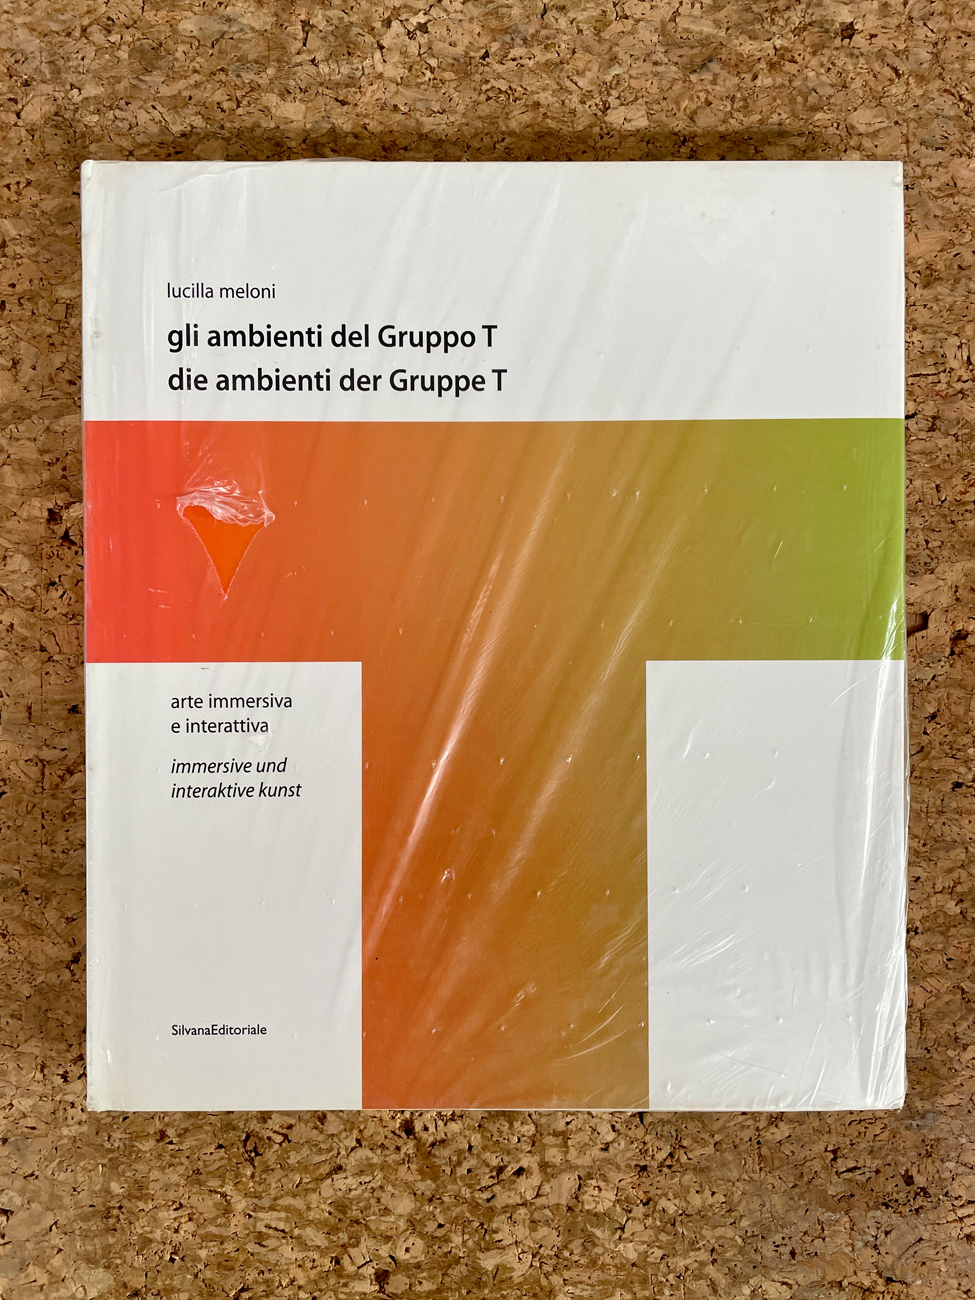 lucilla meloni
gli ambienti del Gruppo T
die ambienti der Gruppe T
arte immersiva
e interattiva
immersive und
interaktive kunst
SilvanaEditoriale